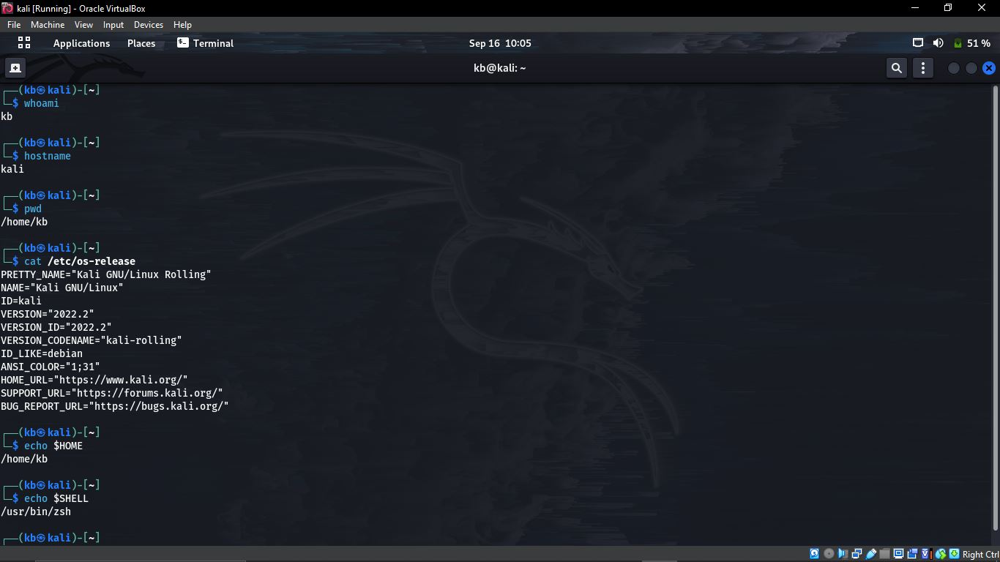 kali [Running] - Oracle VirtualBox
File Machine View Input Devices Help
Applications Places Terminal Sep 16 10:05 51 %
kb@kali: ~
┌──(kb㉿kali)-[~]
└─$ whoami
kb
┌──(kb㉿kali)-[~]
└─$ hostname
kali
┌──(kb㉿kali)-[~]
└─$ pwd
/home/kb
┌──(kb㉿kali)-[~]
└─$ cat /etc/os-release
PRETTY_NAME="Kali GNU/Linux Rolling"
NAME="Kali GNU/Linux"
ID=kali
VERSION="2022.2"
VERSION_ID="2022.2"
VERSION_CODENAME="kali-rolling"
ID_LIKE=debian
ANSI_COLOR="1;31"
HOME_URL="https://www.kali.org/"
SUPPORT_URL="https://forums.kali.org/"
BUG_REPORT_URL="https://bugs.kali.org/"
┌──(kb㉿kali)-[~]
└─$ echo $HOME
/home/kb
┌──(kb㉿kali)-[~]
└─$ echo $SHELL
/usr/bin/zsh
┌──(kb㉿kali)-[~]
Right Ctrl